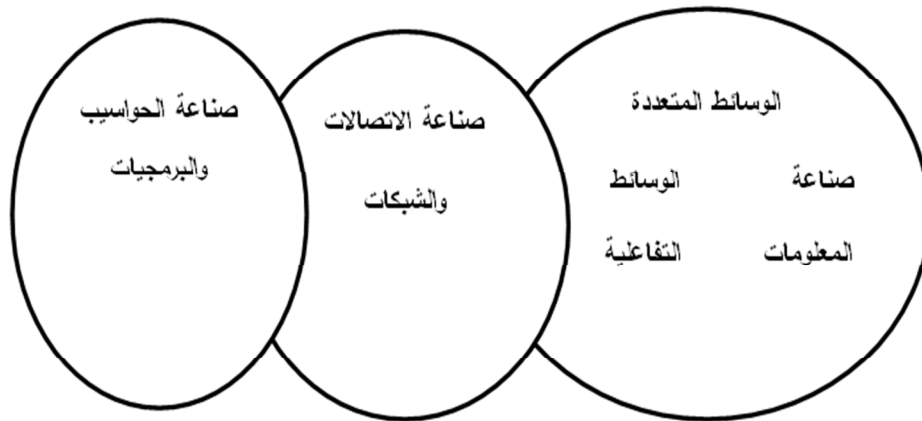 الوسائط المتعددة
صناعة
المعلومات
الوسائط
التفاعلية
صناعة الاتصالات
والشبكات
صناعة الحواسيب
والبرمجيات